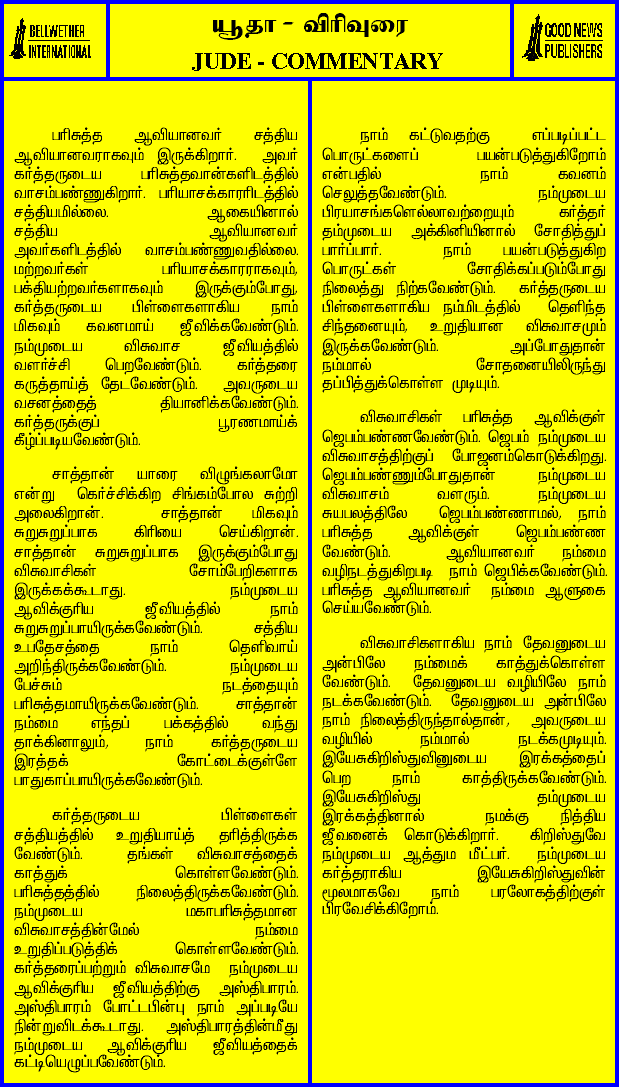 BELLWETHER
INTERNATIONAL
யூதா - விரிவுரை
JUDE - COMMENTARY
GOOD NEWS
PUBLISHERS
பரிசுத்த ஆவியானவர் சத்திய
ஆவியானவராகவும் இருக்கிறார். அவர்
கர்த்தருடைய பரிசுத்தவான்களிடத்தில்
வாசம்பண்ணுகிறார். பரியாசக்காரரிடத்தில்
சத்தியமில்லை. ஆகையினால்
சத்திய ஆவியானவர்
அவர்களிடத்தில் வாசம்பண்ணுவதில்லை.
மற்றவர்கள் பரியாசக்காரராகவும்,
பக்தியற்றவர்களாகவும் இருக்கும்போது,
கர்த்தருடைய பிள்ளைகளாகிய நாம்
மிகவும் கவனமாய் ஜீவிக்கவேண்டும்.
நம்முடைய விசுவாச ஜீவியத்தில்
வளர்ச்சி பெறவேண்டும். கர்த்தரை
கருத்தாய்த் தேடவேண்டும். அவருடைய
வசனத்தைத் தியானிக்கவேண்டும்.
கர்த்தருக்குப் பூரணமாய்க்
கீழ்ப்படியவேண்டும்.
சாத்தான் யாரை விழுங்கலாமோ
என்று கெர்ச்சிக்கிற சிங்கம்போல சுற்றி
அலைகிறான். சாத்தான் மிகவும்
சுறுசுறுப்பாக கிரியை செய்கிறான்.
சாத்தான் சுறுசுறுப்பாக இருக்கும்போது
விசுவாசிகள் சோம்பேறிகளாக
இருக்கக்கூடாது. நம்முடைய
ஆவிக்குரிய ஜீவியத்தில் நாம்
சுறுசுறுப்பாயிருக்கவேண்டும். சத்திய
உபதேசத்தை நாம் தெளிவாய்
அறிந்திருக்கவேண்டும். நம்முடைய
பேச்சும் நடத்தையும்
பரிசுத்தமாயிருக்கவேண்டும். சாத்தான்
நம்மை எந்தப் பக்கத்தில் வந்து
தாக்கினாலும், நாம் கர்த்தருடைய
இரத்தக் கோட்டைக்குள்ளே
பாதுகாப்பாயிருக்கவேண்டும்.
கர்த்தருடைய பிள்ளைகள்
சத்தியத்தில் உறுதியாய்த் தரித்திருக்க
வேண்டும். தங்கள் விசுவாசத்தைக்
காத்துக் கொள்ளவேண்டும்.
பரிசுத்தத்தில் நிலைத்திருக்கவேண்டும்.
நம்முடைய மகாபரிசுத்தமான
விசுவாசத்தின்மேல் நம்மை
உறுதிப்படுத்திக் கொள்ளவேண்டும்.
கர்த்தரைப்பற்றும் விசுவாசமே நம்முடைய
ஆவிக்குரிய ஜீவியத்திற்கு அஸ்திபாரம்.
அஸ்திபாரம் போட்டபின்பு நாம் அப்படியே
நின்றுவிடக்கூடாது. அஸ்திபாரத்தின்மீது
நம்முடைய ஆவிக்குரிய ஜீவியத்தைக்
கட்டியெழுப்பவேண்டும்.
நாம் கட்டுவதற்கு எப்படிப்பட்ட
பொருட்களைப் பயன்படுத்துகிறோம்
என்பதில் நாம் கவனம்
செலுத்தவேண்டும். நம்முடைய
பிரயாசங்களெல்லாவற்றையும் கர்த்தர்
தம்முடைய அக்கினியினால் சோதித்துப்
பார்ப்பார். நாம் பயன்படுத்துகிற
பொருட்கள் சோதிக்கப்படும்போது
நிலைத்து நிற்கவேண்டும். கர்த்தருடைய
பிள்ளைகளாகிய நம்மிடத்தில் தெளிந்த
சிந்தனையும், உறுதியான விசுவாசமும்
இருக்கவேண்டும். அப்போதுதான்
நம்மால் சோதனையிலிருந்து
தப்பித்துக்கொள்ள முடியும்.
விசுவாசிகள் பரிசுத்த ஆவிக்குள்
ஜெபம்பண்ணவேண்டும். ஜெபம் நம்முடைய
விசுவாசத்திற்குப் போஜனம்கொடுக்கிறது.
ஜெபம்பண்ணும்போதுதான் நம்முடைய
விசுவாசம் வளரும். நம்முடைய
சுயபலத்திலே ஜெபம்பண்ணாமல், நாம்
பரிசுத்த ஆவிக்குள் ஜெபம்பண்ண
வேண்டும். ஆவியானவர் நம்மை
வழிநடத்துகிறபடி நாம் ஜெபிக்கவேண்டும்.
பரிசுத்த ஆவியானவர் நம்மை ஆளுகை
செய்யவேண்டும்.
விசுவாசிகளாகிய நாம் தேவனுடைய
அன்பிலே நம்மைக் காத்துக்கொள்ள
வேண்டும். தேவனுடைய வழியிலே நாம்
நடக்கவேண்டும். தேவனுடைய அன்பிலே
நாம் நிலைத்திருந்தால்தான், அவருடைய
வழியில் நம்மால் நடக்கமுடியும்.
இயேசுகிறிஸ்துவினுடைய இரக்கத்தைப்
பெற நாம் காத்திருக்கவேண்டும்.
இயேசுகிறிஸ்து தம்முடைய
இரக்கத்தினால் நமக்கு நித்திய
ஜீவனைக் கொடுக்கிறார். கிறிஸ்துவே
நம்முடைய ஆத்தும மீட்பர். நம்முடைய
கர்த்தராகிய இயேசுகிறிஸ்துவின்
மூலமாகவே நாம் பரலோகத்திற்குள்
பிரவேசிக்கிறோம்.